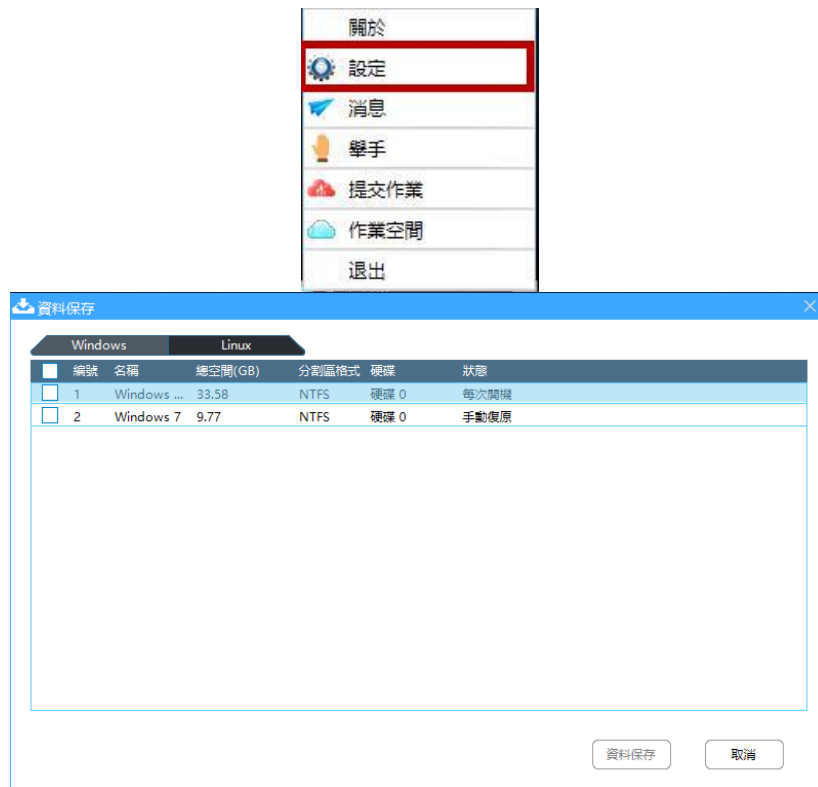 開於
設定
消息
舉手
提交作業
作業空間
退出
資料保存
Windows Linux
編號 名稱 總空間(GB) 分割區格式 硬碟 狀態
1 Windows ... 33.58 NTFS 硬碟 0 每次開機
2 Windows 7 9.77 NTFS 硬碟 0 手動復原
資料保存 取消